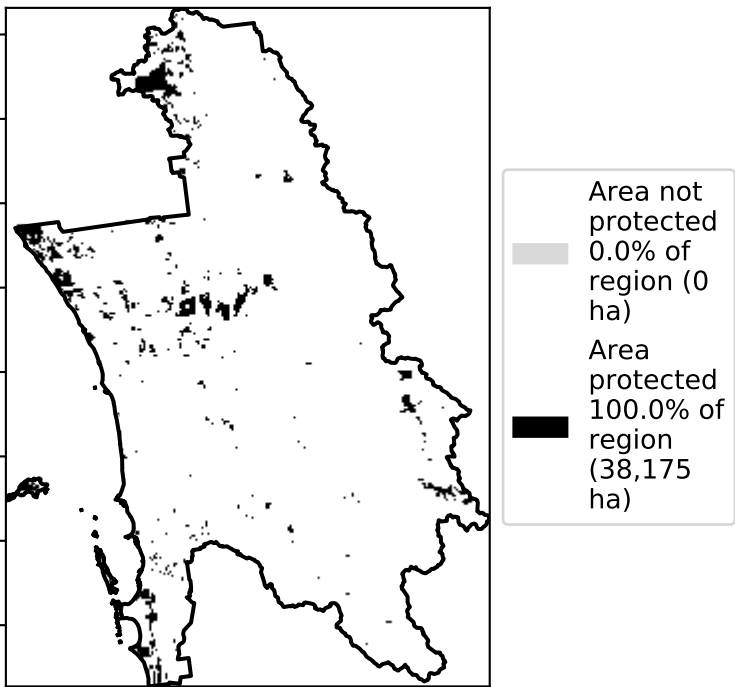 Area not
protected
0.0% of
region (0
ha)
Area
protected
100.0% of
region
(38,175
ha)